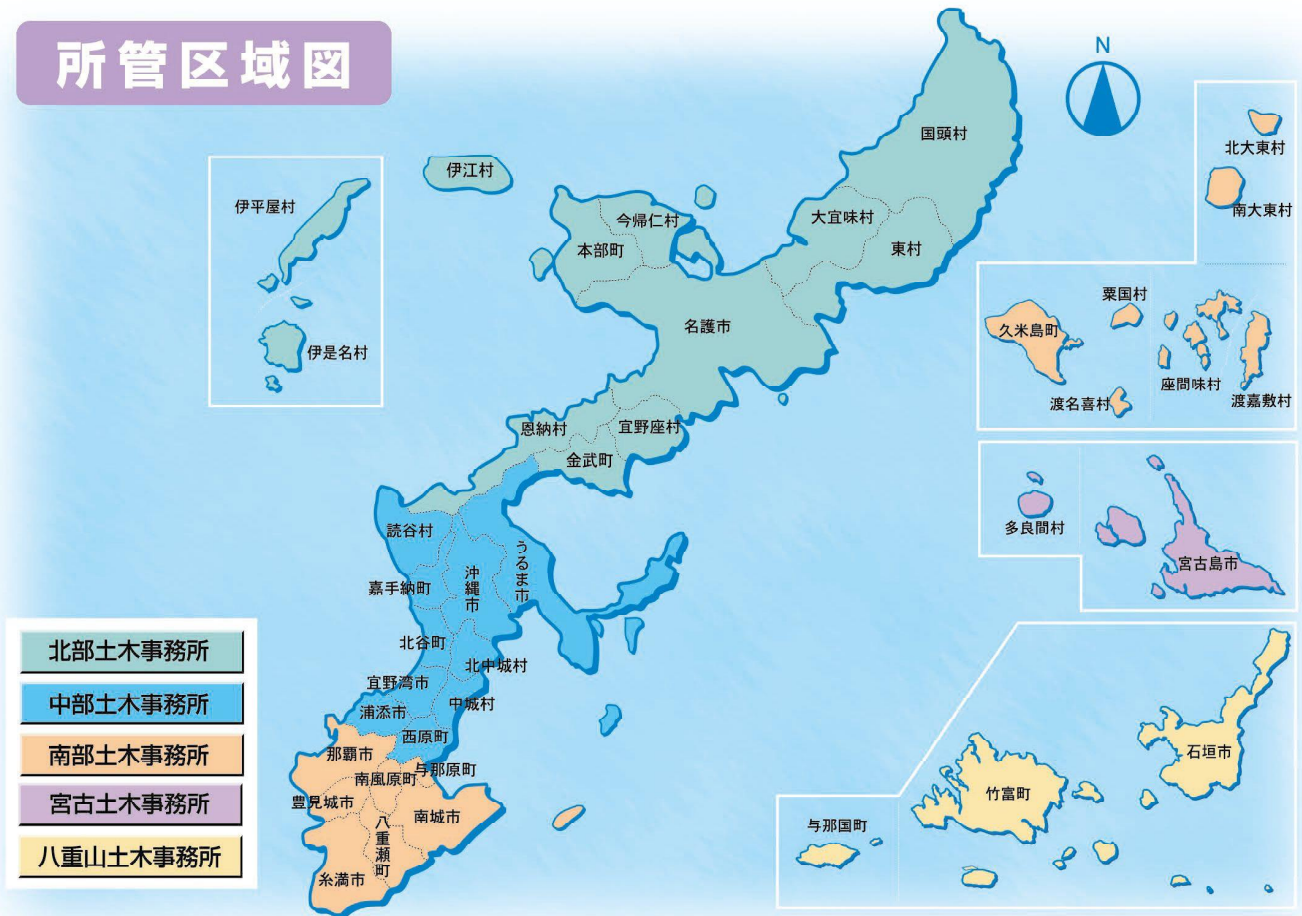 所管区域図
N
国頭村
北大東村
伊江村
南大東村
伊平屋村
今帰仁村
大宜味村
本部町
東村
粟国村
久米島町
名護市
伊是名村
座間味村
渡嘉敷村
渡名喜村
恩納村
宜野座村
金武町
多良間村
読谷村
宮古島市
うるま市
沖縄市
嘉手納町
北谷町
北中城村
宜野湾市
中城村
浦添市
西原町
那覇市
与那原町
南風原町
豊見城市
南城市
八重瀬町
糸満市
石垣市
竹富町
与那国町
北部土木事務所
中部土木事務所
南部土木事務所
宮古土木事務所
八重山土木事務所